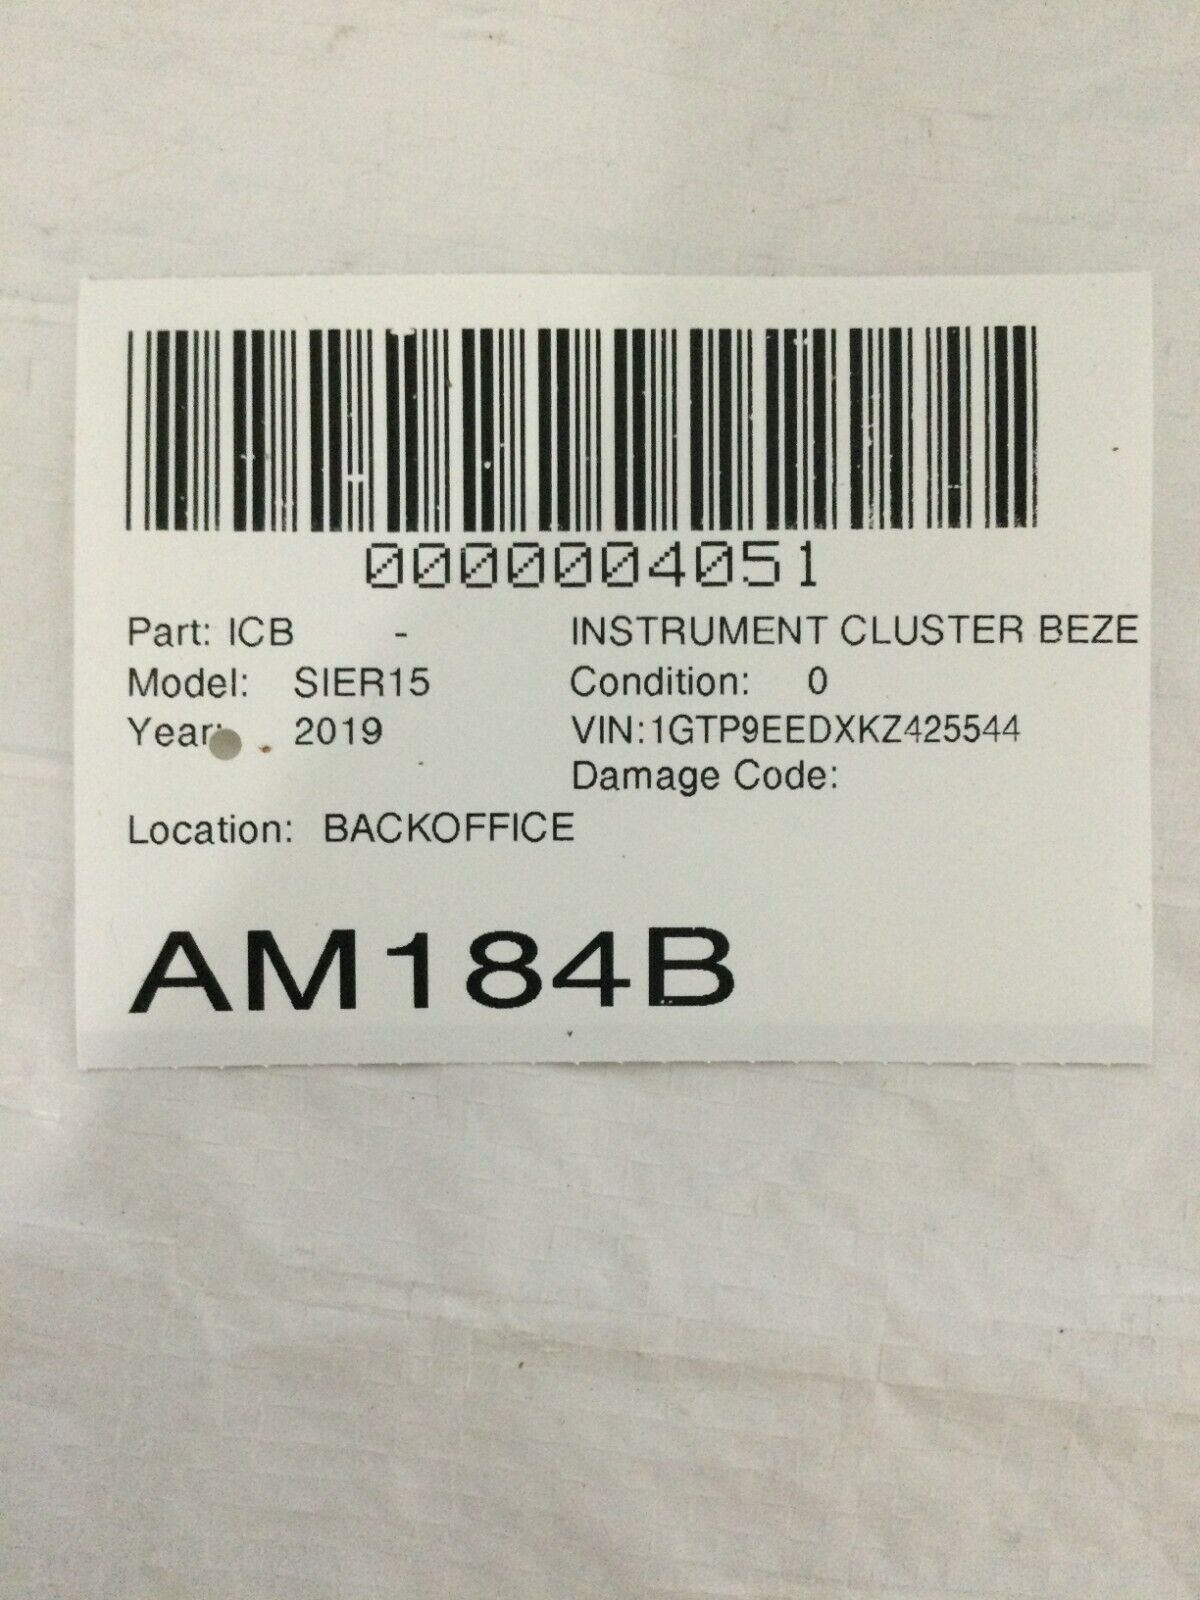 0000004051
Part: ICB - INSTRUMENT CLUSTER BEZE
Model: SIER15 Condition: 0
Year: 2019 VIN:1GTP9EEDXKZ425544
Damage Code:
Location: BACKOFFICE
AM184B